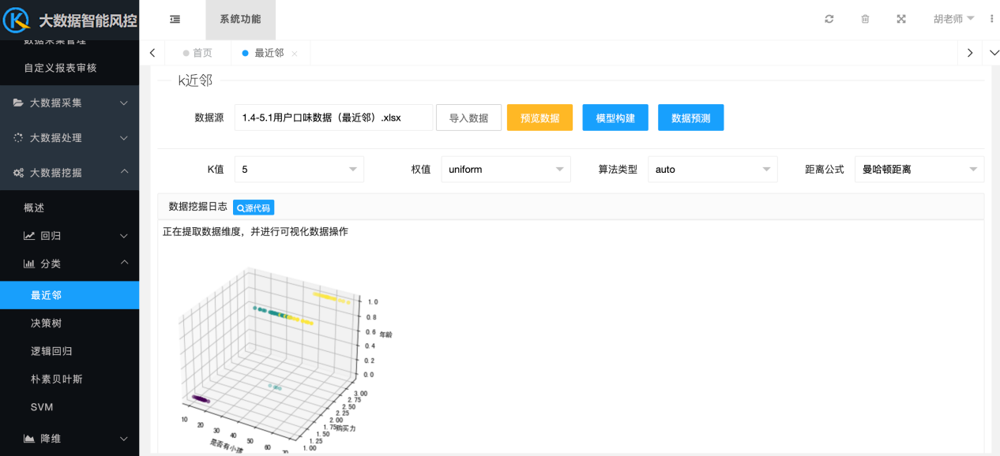 大数据智能风控
系统功能
胡老师
数据采集管理
自定义报表审核
大数据采集
大数据处理
大数据挖掘
概述
回归
分类
最近邻
决策树
逻辑回归
朴素贝叶斯
SVM
降维
首页
最近邻
k近邻
数据源 1.4-5.1用户口味数据（最近邻）.xlsx 导入数据 预览数据 模型构建 数据预测
K值 5 权值 uniform 算法类型 auto 距离公式 曼哈顿距离
数据挖掘日志 源代码
正在提取数据维度，并进行可视化数据操作
1.0
0.8
0.6
0.4
0.2
0.0
年龄
3.00
2.75
2.50
2.25
2.00
1.75
1.50
1.25
1.00
购买力
10
20
30
40
50
60
70
是否有小孩